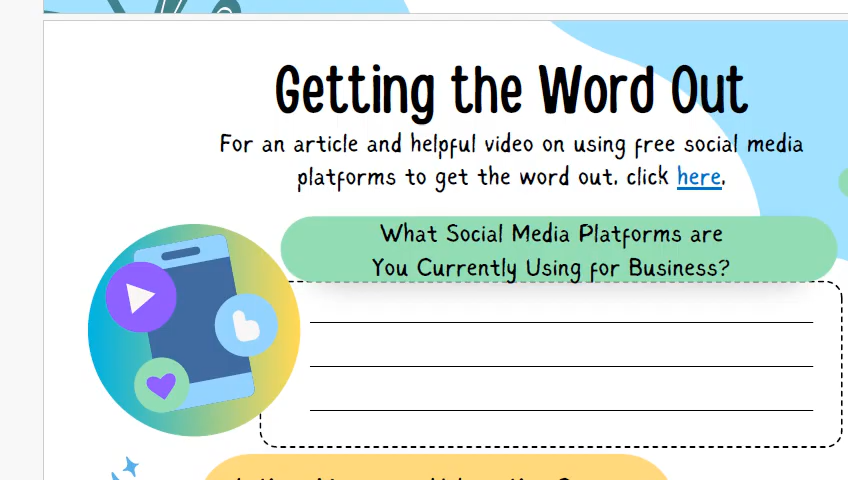 Getting the Word Out
For an article and helpful video on using free social media
platforms to get the word out, click here.
What Social Media Platforms are
You Currently Using for Business?